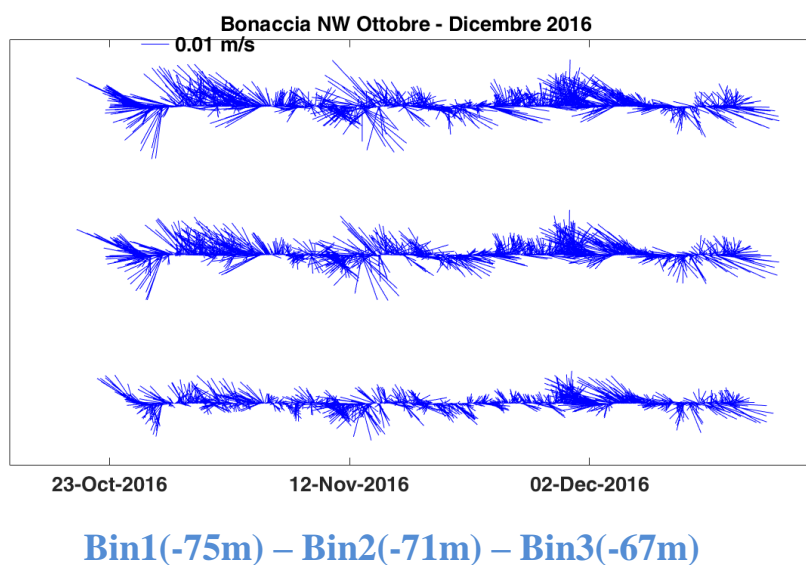 Bonaccia NW Ottobre - Dicembre 2016
0.01 m/s
23-Oct-2016 12-Nov-2016 02-Dec-2016
Bin1(-75m) – Bin2(-71m) – Bin3(-67m)